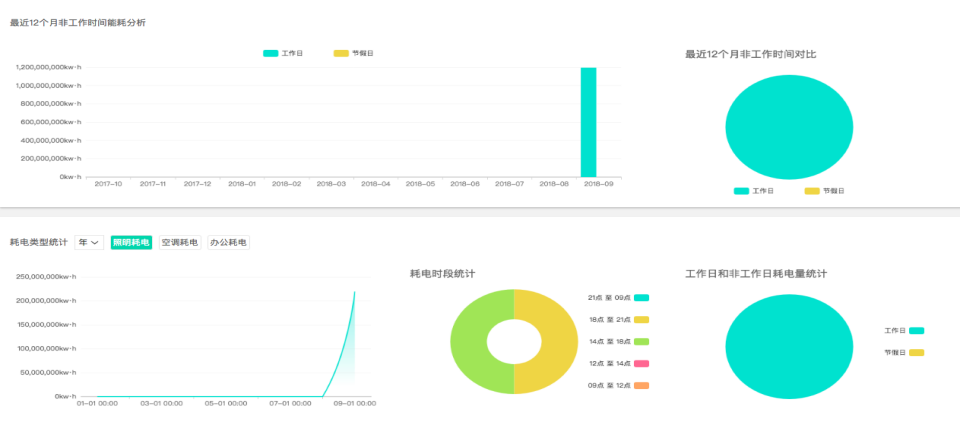 最近12个月非工作时间能耗分析
工作日 节假日
1,200,000,000kw·h
1,000,000,000kw·h
800,000,000kw·h
600,000,000kw·h
400,000,000kw·h
200,000,000kw·h
0kw·h
2017-10 2017-11 2017-12 2018-01 2018-02 2018-03 2018-04 2018-05 2018-06 2018-07 2018-08 2018-09
最近12个月非工作时间对比
工作日 节假日
耗电类型统计 年 照明耗电 空调耗电 办公耗电
250,000,000kw·h
200,000,000kw·h
150,000,000kw·h
100,000,000kw·h
50,000,000kw·h
0kw·h
01-01 00:00 03-01 00:00 05-01 00:00 07-01 00:00 09-01 00:00
耗电时段统计
21点 至 09点
18点 至 21点
14点 至 18点
12点 至 14点
09点 至 12点
工作日和非工作日耗电量统计
工作日
节假日